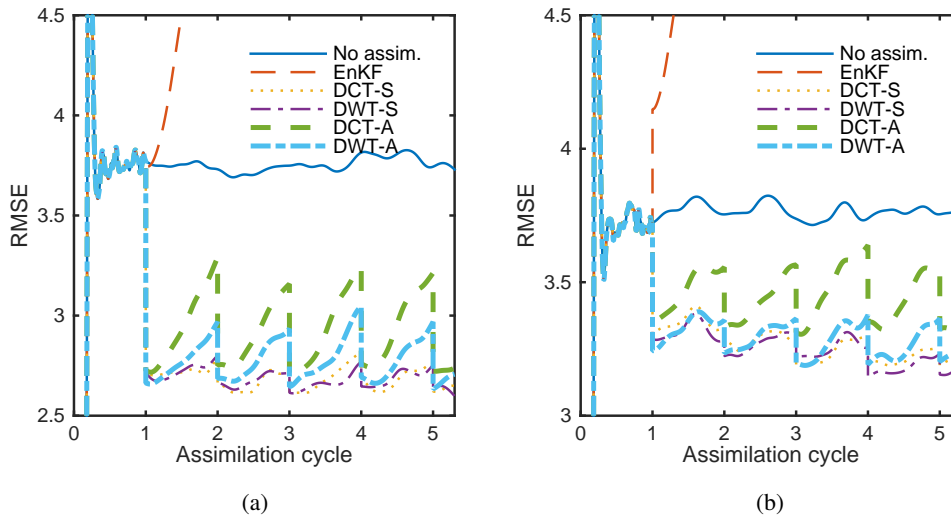 4.5
4
3.5
3
2.5
RMSE
0 1 2 3 4 5
Assimilation cycle
No assim.
EnKF
DCT-S
DWT-S
DCT-A
DWT-A
(a)
4.5
4
3.5
3
RMSE
0 1 2 3 4 5
Assimilation cycle
No assim.
EnKF
DCT-S
DWT-S
DCT-A
DWT-A
(b)